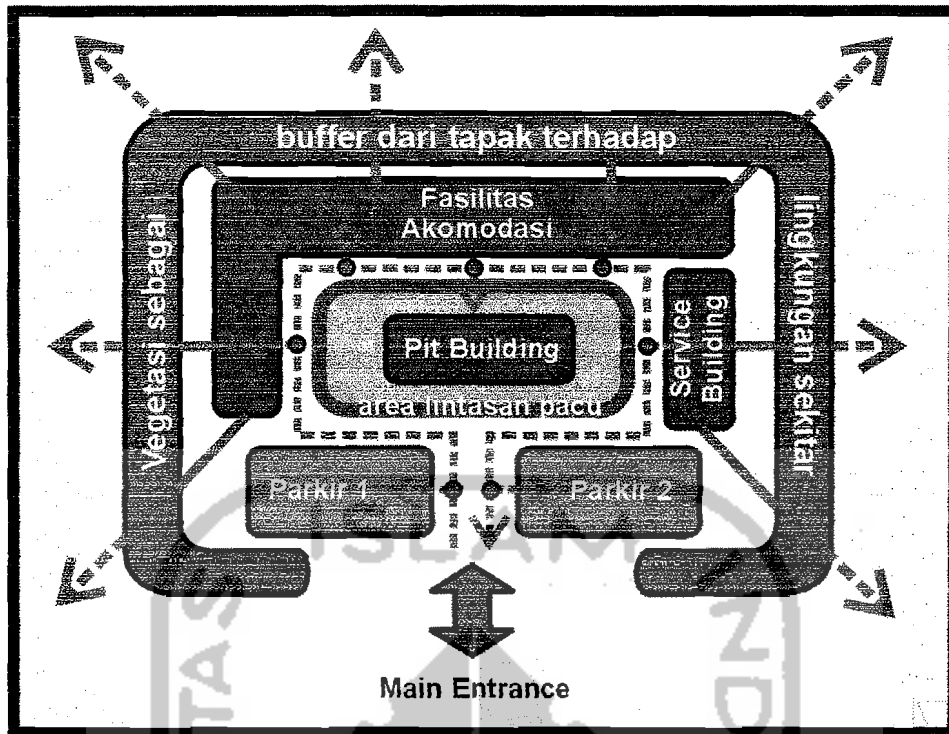 buffer dari tapak terhadap
Vegetasi sebagai
lingkungan sekitar
Fasilitas
Akomodasi
Service
Building
Pit Building
area lintasan pacu
Parkir 1
Parkir 2
ISLAM
Main Entrance